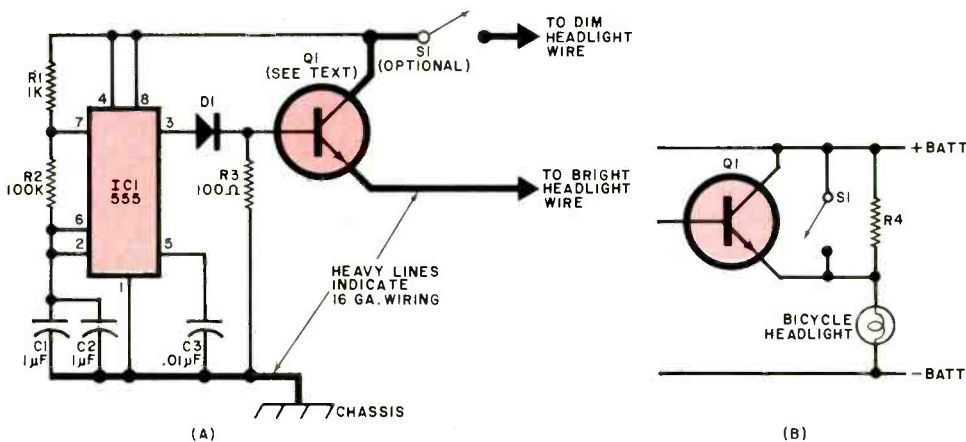 R1
1K
4
8
7
3
D1
R2
100K
IC1
555
6
2
5
1
R3
100Ω
Q1
(SEE TEXT)
S1
(OPTIONAL)
TO DIM
HEADLIGHT
WIRE
TO BRIGHT
HEADLIGHT
WIRE
HEAVY LINES
INDICATE
16 GA. WIRING
C1
1µF
C2
1µF
C3
.01µF
CHASSIS
(A)
Q1
S1
R4
+BATT
BICYCLE
HEADLIGHT
-BATT
(B)